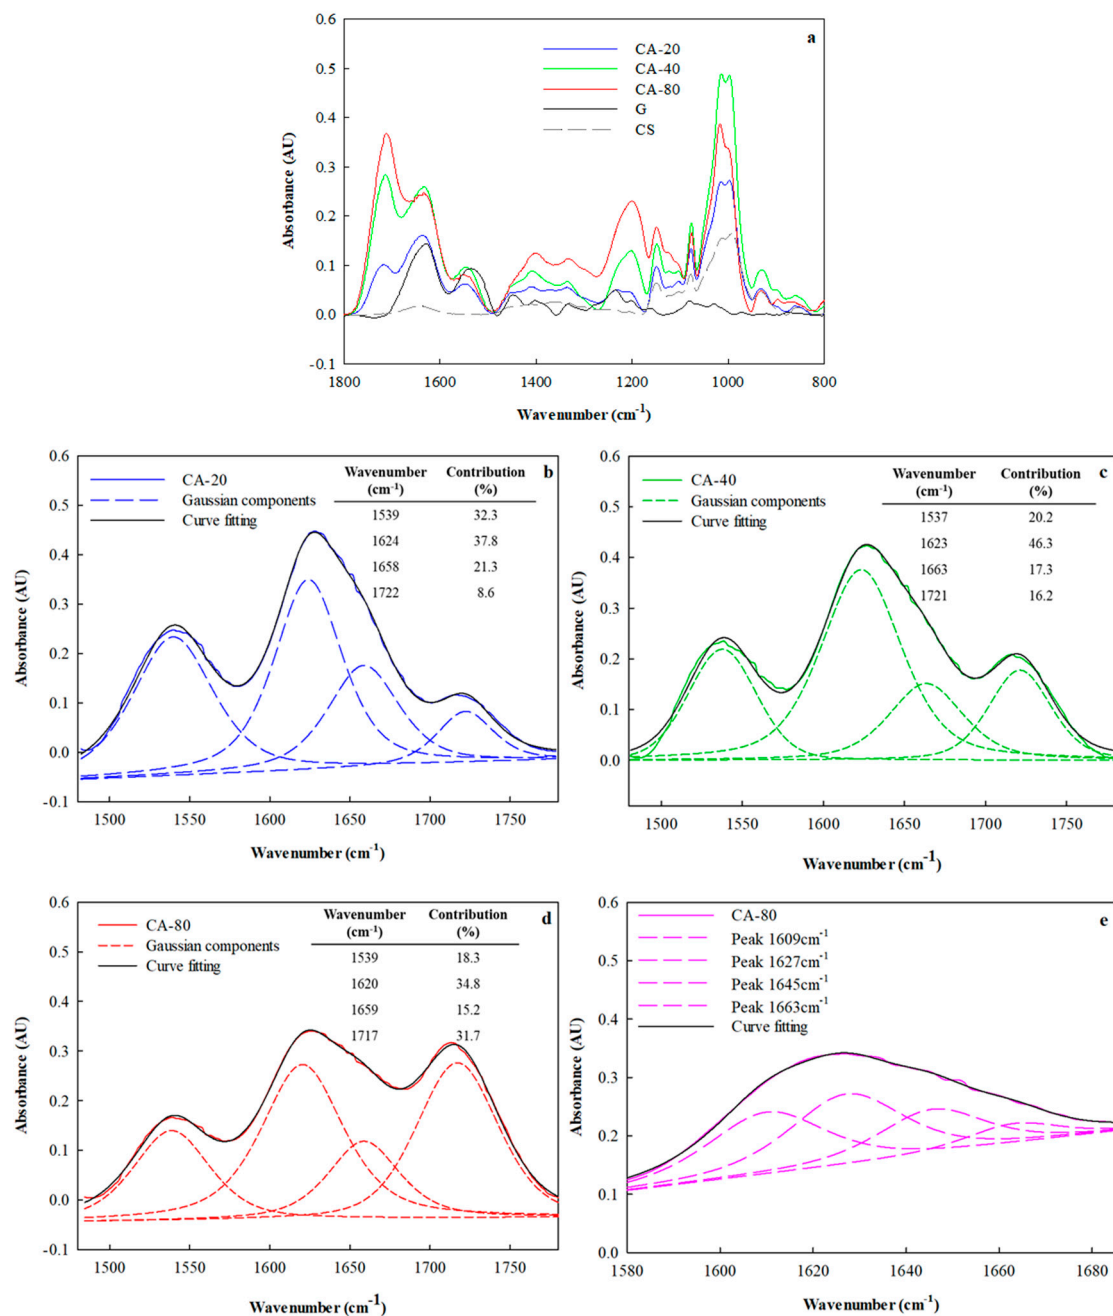 a
0.6
0.5
0.4
0.3
0.2
0.1
0.0
-0.1
Absorbance (AU)
CA-20
CA-40
CA-80
G
CS
1800 1600 1400 1200 1000 800
Wavenumber (cm-1)
b
0.6
0.5
0.4
0.3
0.2
0.1
0.0
-0.1
Absorbance (AU)
CA-20
Gaussian components
Curve fitting
Wavenumber Contribution
(cm-1) (%)
1539 32.3
1624 37.8
1658 21.3
1722 8.6
1500 1550 1600 1650 1700 1750
Wavenumber (cm-1)
c
0.6
0.5
0.4
0.3
0.2
0.1
0.0
Absorbance (AU)
CA-40
Gaussian components
Curve fitting
Wavenumber Contribution
(cm-1) (%)
1537 20.2
1623 46.3
1663 17.3
1721 16.2
1500 1550 1600 1650 1700 1750
Wavenumber (cm-1)
d
0.6
0.5
0.4
0.3
0.2
0.1
0.0
-0.1
Absorbance (AU)
CA-80
Gaussian components
Curve fitting
Wavenumber Contribution
(cm-1) (%)
1539 18.3
1620 34.8
1659 15.2
1717 31.7
1500 1550 1600 1650 1700 1750
Wavenumber (cm-1)
e
0.6
0.5
0.4
0.3
0.2
0.1
0.0
Absorbance (AU)
CA-80
Peak 1609cm-1
Peak 1627cm-1
Peak 1645cm-1
Peak 1663cm-1
Curve fitting
1580 1600 1620 1640 1660 1680
Wavenumber (cm-1)